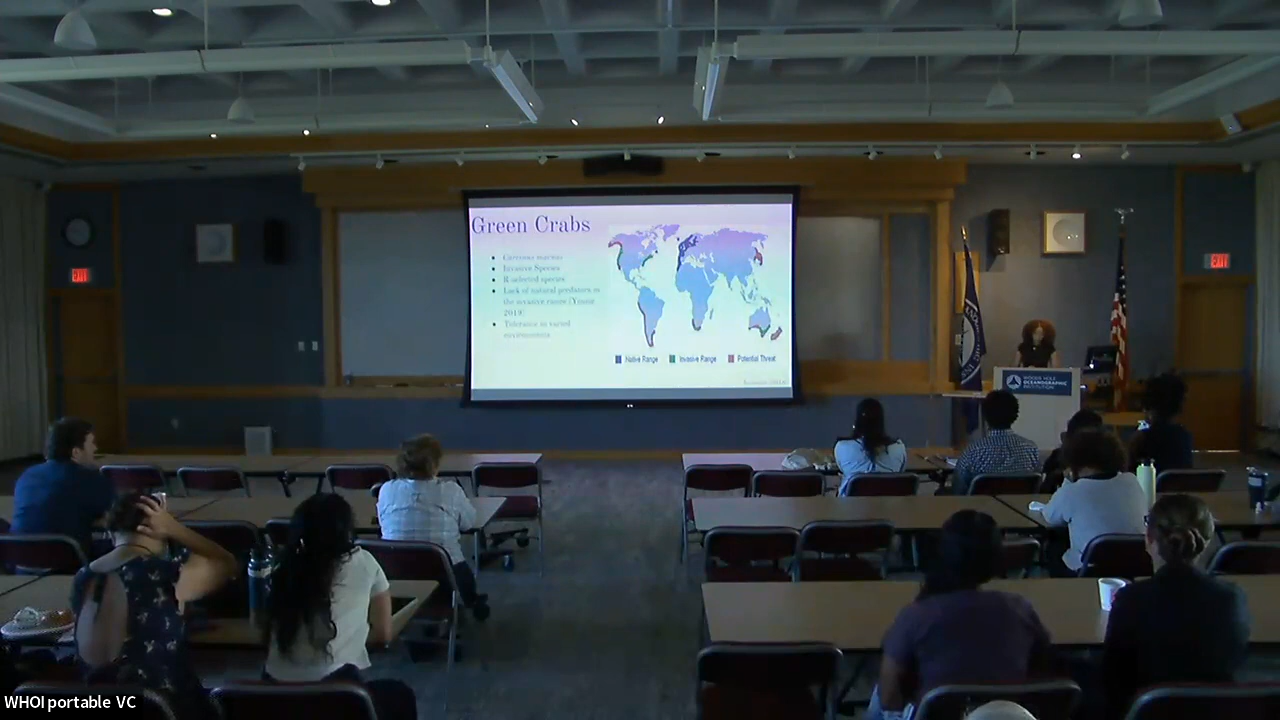 Green Crabs
Carcinus maenas
Invasive Species
R-selected species
Lack of natural predators in
the invasive range (Young
2019)
Tolerance to varied
environments
Native Range
Invasive Range
Potential Threat
EXIT
EXIT
WOODS HOLE
OCEANOGRAPHIC
INSTITUTION
WHOI portable VC